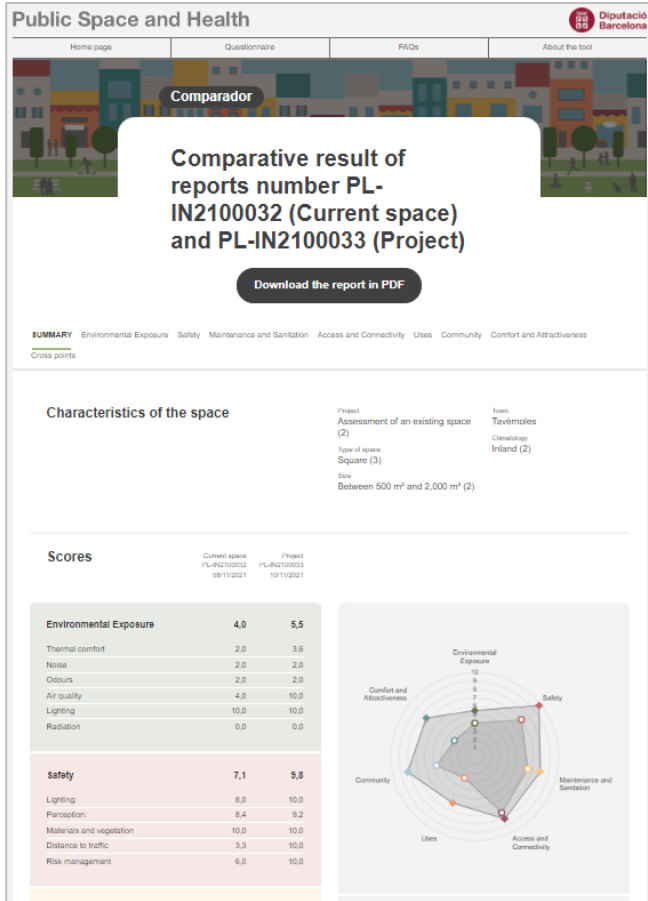 Public Space and Health
Diputació
Barcelona
Home page
Questionnaire
FAQs
About the tool
Comparador
Comparative result of
reports number PL-
IN2100032 (Current space)
and PL-IN2100033 (Project)
Download the report in PDF
SUMMARY Environmental Exposure Safety Maintenance and Sanitation Access and Connectivity Uses Community Comfort and Attractiveness
Cross points
Characteristics of the space
Project
Assessment of an existing space
(2)
Type of space
Square (3)
Size
Between 500 m² and 2,000 m² (2)
Town
Tavèrnoles
Climatology
Inland (2)
Scores
Current space
PL-IN2100032
08/11/2021
Project
PL-IN2100033
10/11/2021
Environmental Exposure 4,0 5,5
Thermal comfort 2,0 3,6
Noise 2,0 2,0
Odours 2,0 2,0
Air quality 4,0 10,0
Lighting 10,0 10,0
Radiation 0,0 0,0
Safety 7,1 9,8
Lighting: 8,0 10,0
Perception: 8,4 9,2
Materials and vegetation 10,0 10,0
Distance to traffic 3,3 10,0
Risk management 6,0 10,0
Environmental
Exposure
10
9
8
7
6
3
2
1
Safety
Maintenance and
Sanitation
Access and
Connectivity
Uses
Community
Comfort and
Attractiveness